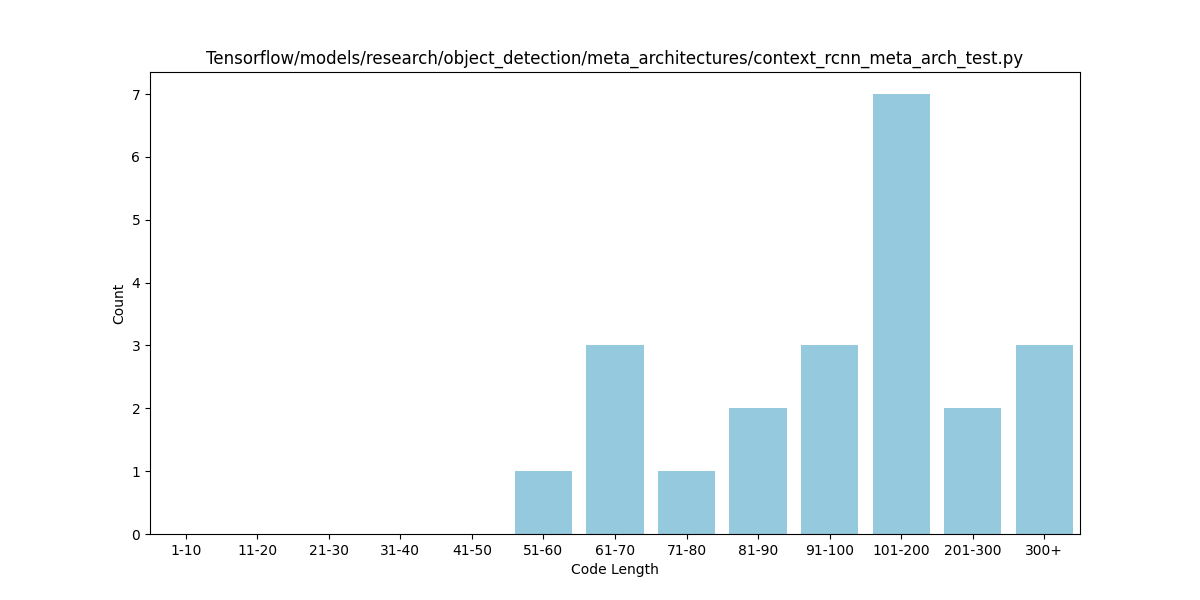 Tensorflow/models/research/object_detection/meta_architectures/context_rcnn_meta_arch_test.py
7
6
5
4
3
2
1
0
Count
1-10 11-20 21-30 31-40 41-50 51-60 61-70 71-80 81-90 91-100 101-200 201-300 300+
Code Length